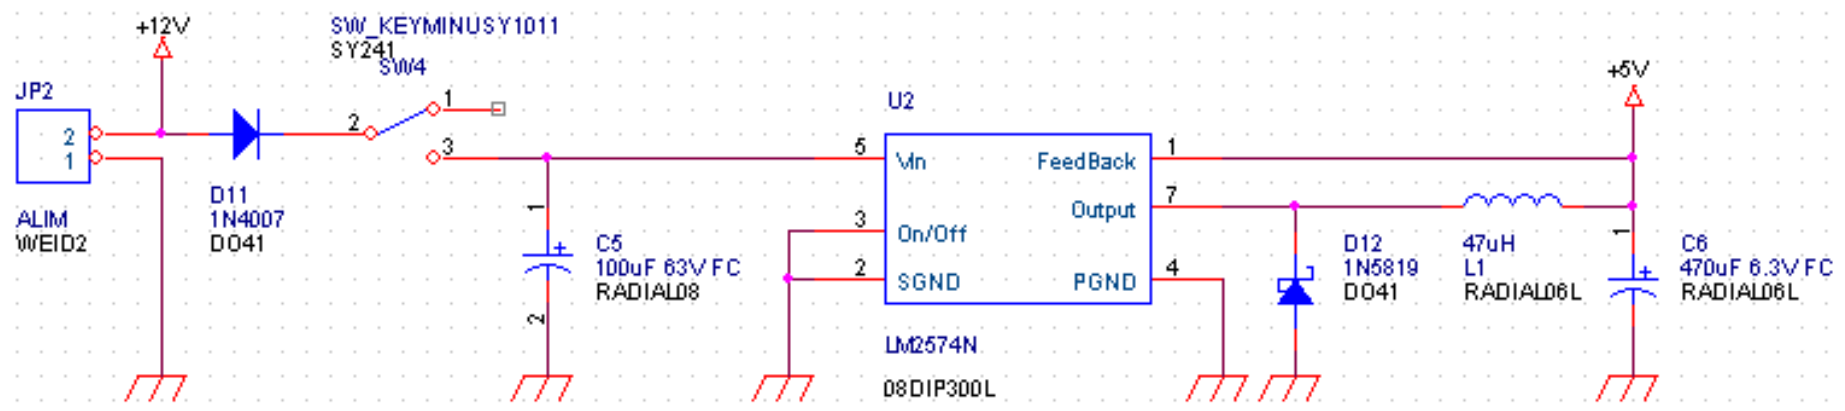 +12V
SW_KEYMINUSY1011
SY241
SW4
JP2
2
1
ALIM
WEID2
D11
1N4007
DO41
2
1
3
1
2
C5
100uF 63V FC
RADIAL08
U2
5
Vin
3
On/Off
2
SGND
FeedBack
1
Output
7
PGND
4
LM2574N
08DIP300L
D12
1N5819
DO41
47uH
L1
RADIAL06L
+5V
1
C6
470uF 6.3V FC
RADIAL06L